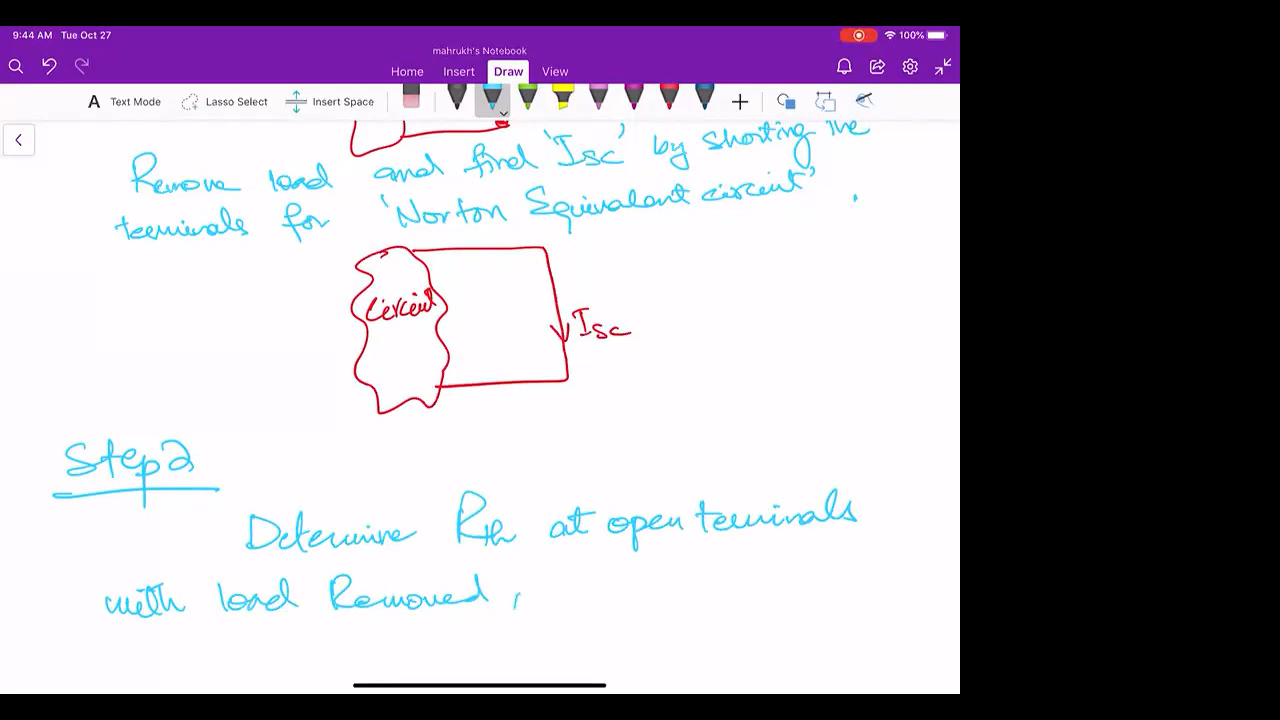 9:44 AM Tue Oct 27
100%
mahrukh's Notebook
Home Insert Draw View
A Text Mode Lasso Select Insert Space
Remove load and find 'Isc' by shorting the
terminals for 'Norton Equivalent circuit'.
Circuit
Isc
Step 2
Determine Rth at open terminals
with load Removed,